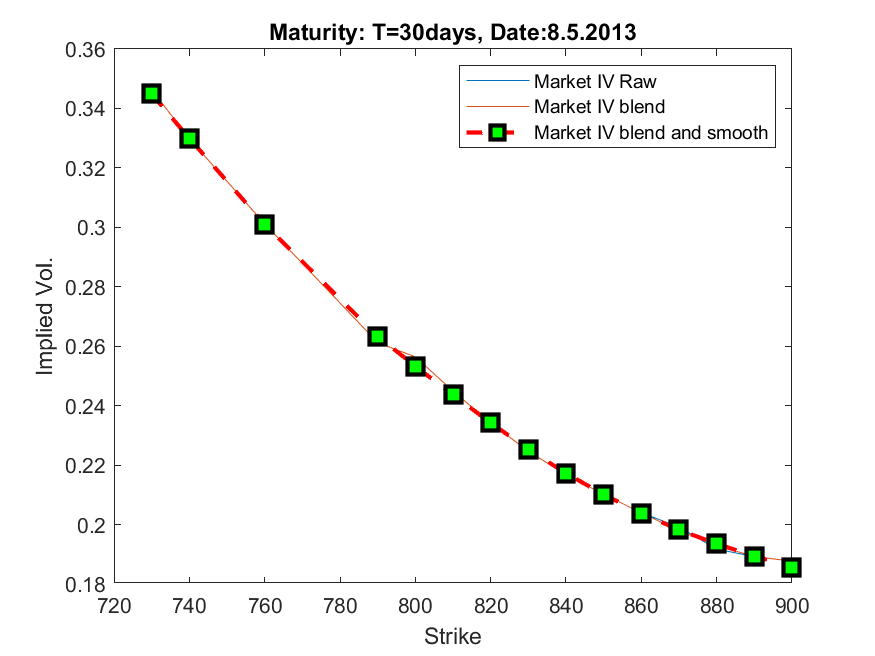 Maturity: T=30days, Date:8.5.2013
0.36
0.34
0.32
0.3
0.28
0.26
0.24
0.22
0.2
0.18
Implied Vol.
Market IV Raw
Market IV blend
Market IV blend and smooth
720 740 760 780 800 820 840 860 880 900
Strike